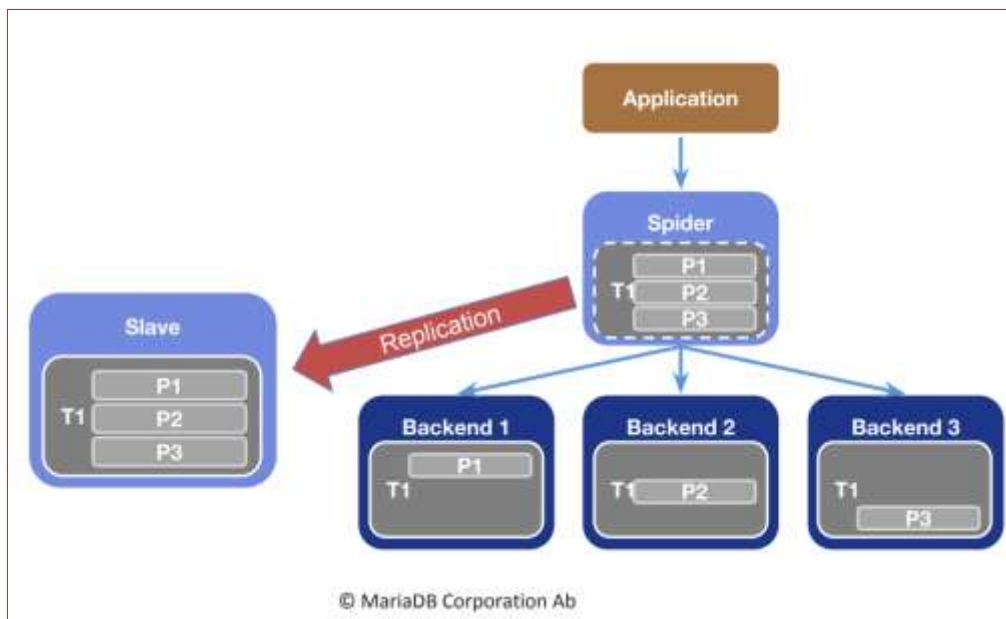 Application
Spider
P1
T1 P2
P3
Replication
Slave
P1
T1 P2
P3
Backend 1
P1
T1
Backend 2
T1 P2
Backend 3
T1
P3
© MariaDB Corporation Ab